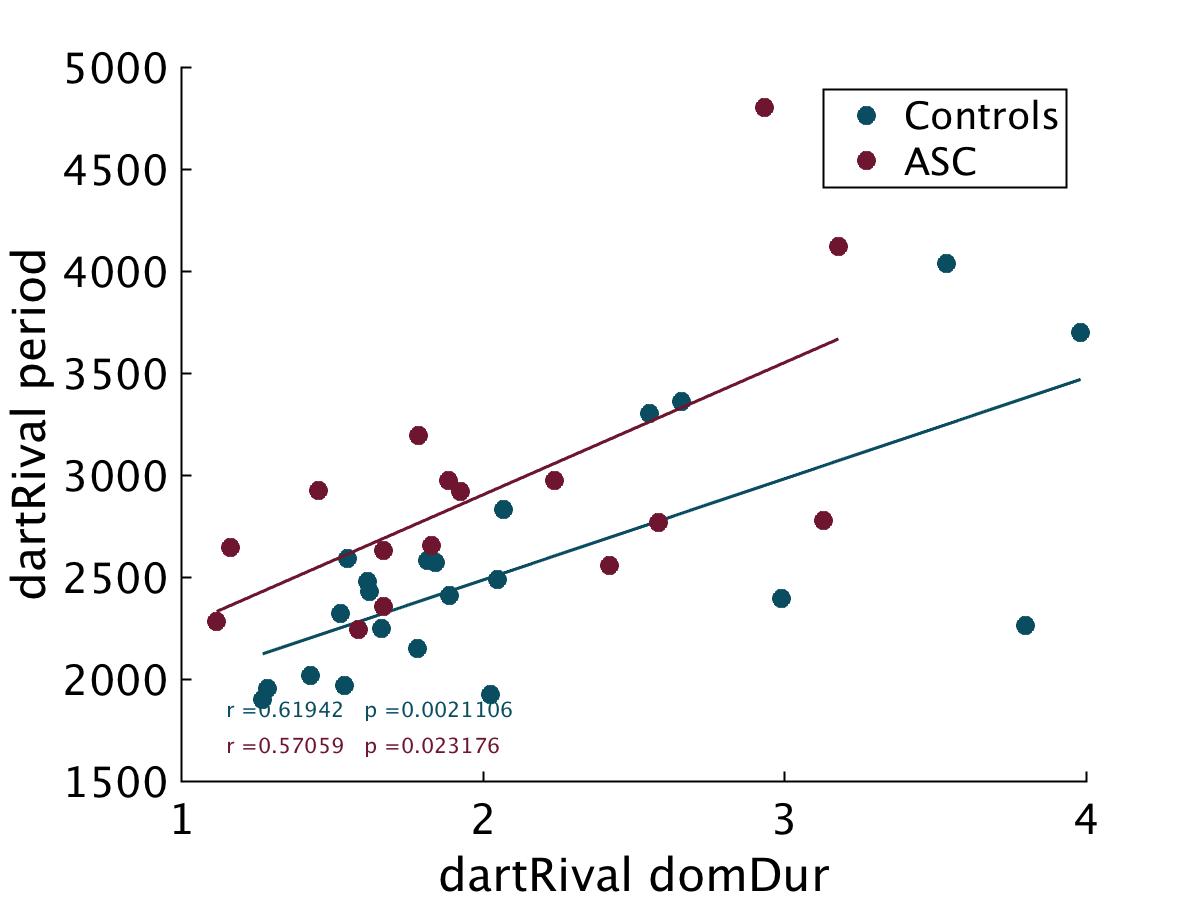 5000
4500
4000
3500
3000
2500
2000
1500
dartRival period
Controls
ASC
r =0.61942 p =0.0021106
r =0.57059 p =0.023176
1 2 3 4
dartRival domDur